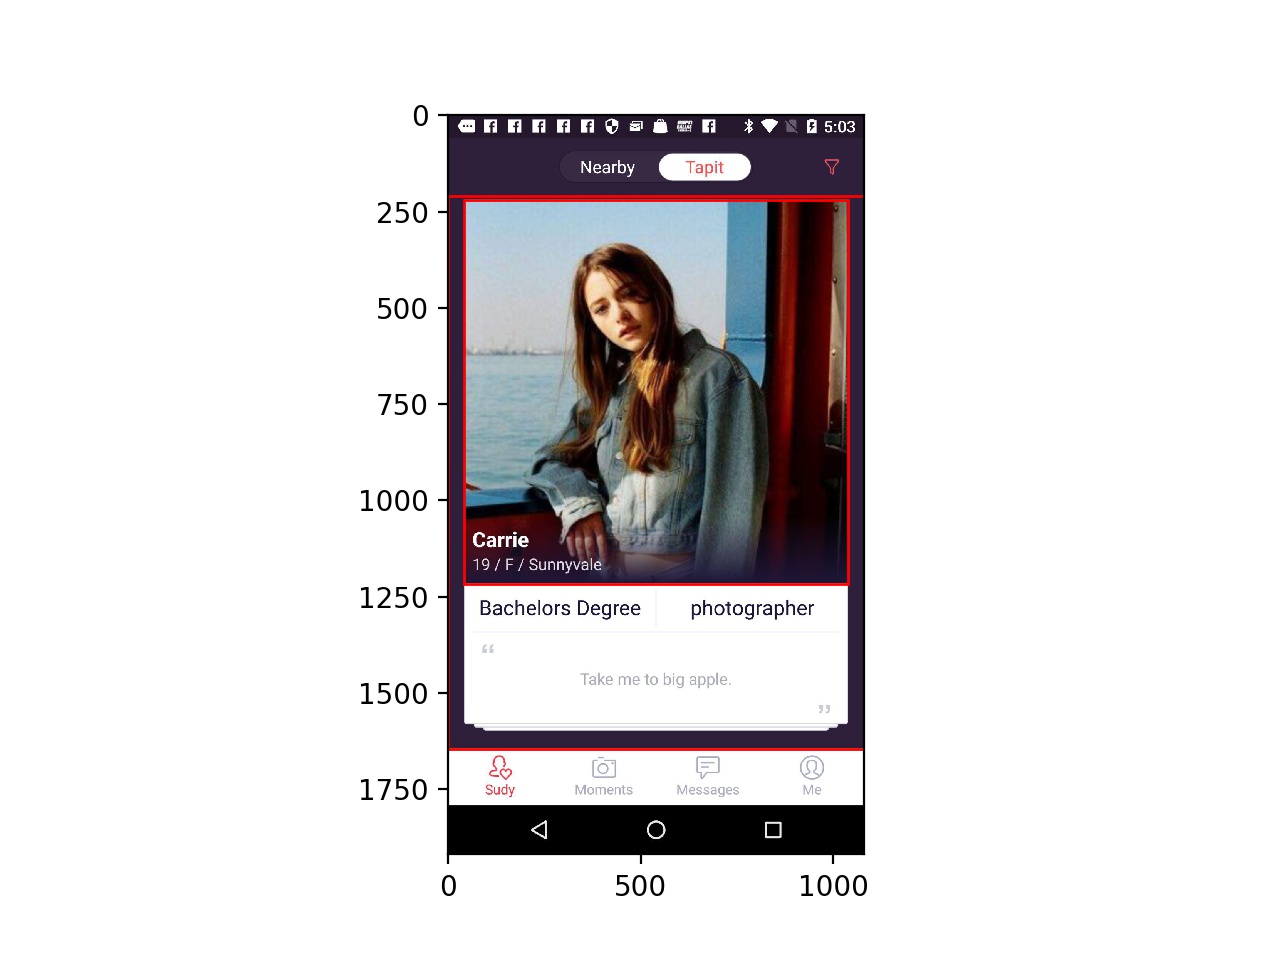 0
250
500
750
1000
1250
1500
1750
0
500
1000
5:03
Nearby
Tapit
Carrie
19 / F / Sunnyvale
Bachelors Degree
photographer
“
Take me to big apple.
”
Sudy
Moments
Messages
Me